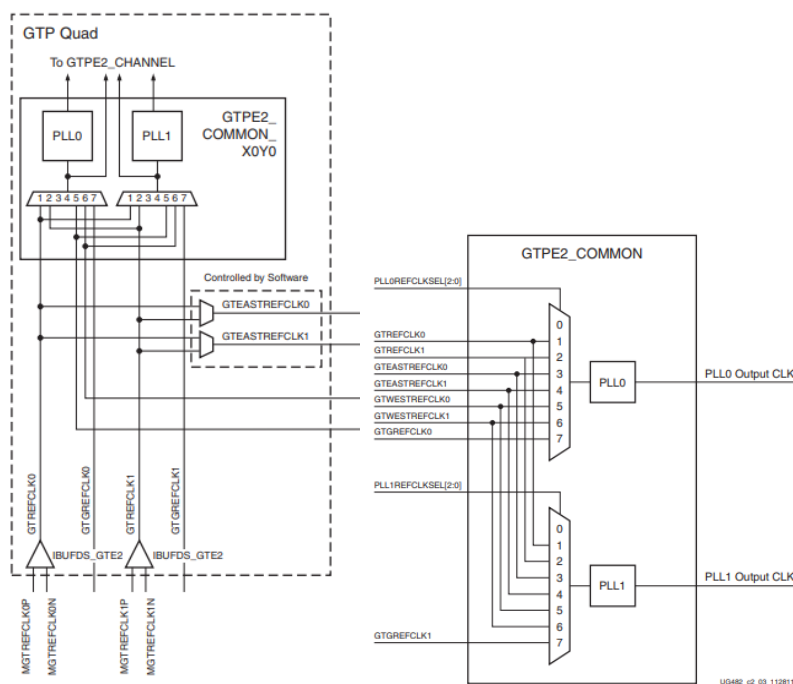 GTP Quad
To GTPE2_CHANNEL
GTPE2_
COMMON_
X0Y0
PLL0
PLL1
1 2 3 4 5 6 7
1 2 3 4 5 6 7
Controlled by Software
GTEASTREFCLK0
GTEASTREFCLK1
GTREFCLK0
GTGREFCLK0
GTREFCLK1
GTGREFCLK1
IBUFDS_GTE2
IBUFDS_GTE2
MGTREFCLK0P
MGTREFCLK0N
MGTREFCLK1P
MGTREFCLK1N
GTPE2_COMMON
PLL0REFCLKSEL[2:0]
0
GTREFCLK0
1
GTREFCLK1
2
GTEASTREFCLK0
3
GTEASTREFCLK1
4
GTWESTREFCLK0
5
GTWESTREFCLK1
6
GTGREFCLK0
7
PLL0
PLL0 Output CLK
PLL1REFCLKSEL[2:0]
0
1
2
3
4
5
6
GTGREFCLK1
7
PLL1
PLL1 Output CLK
UG482_c2_03_112811